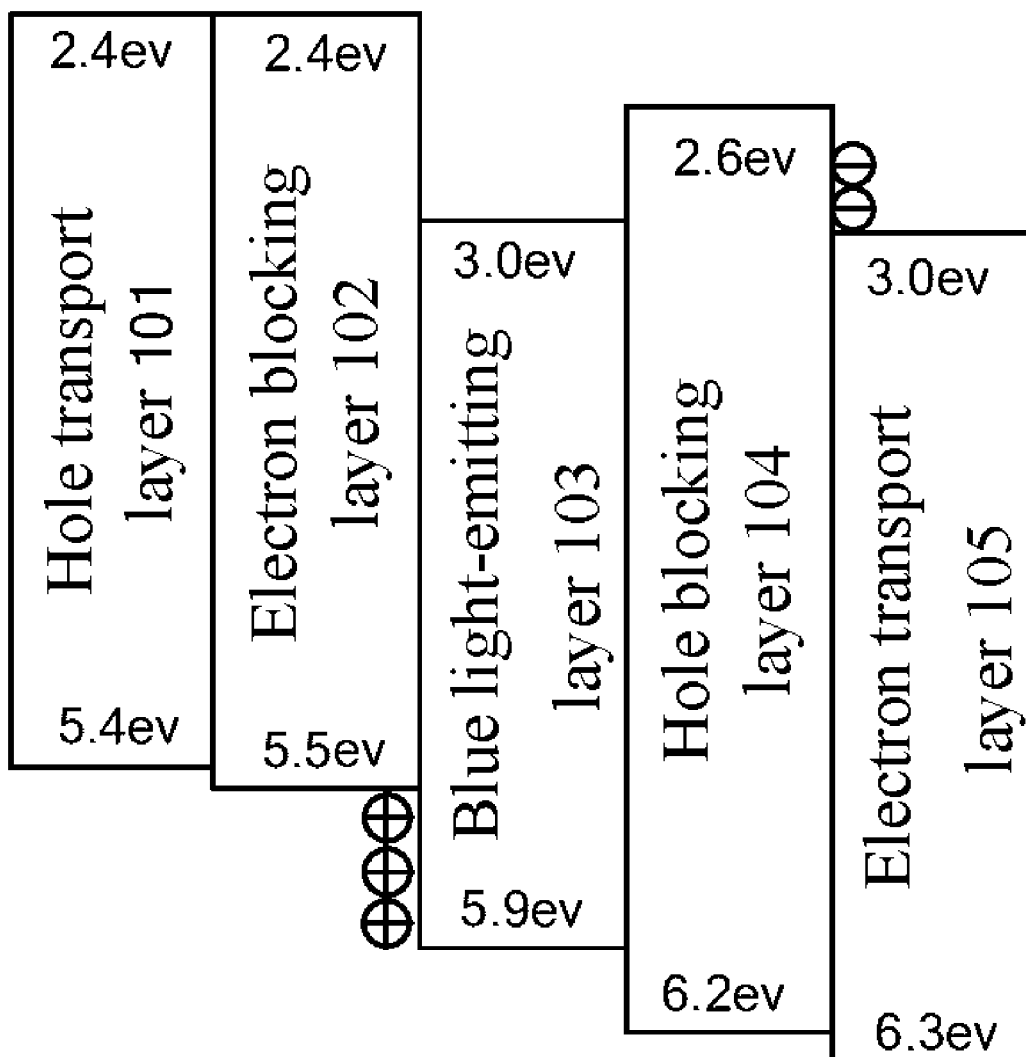 2.4ev
Hole transport
layer 101
5.4ev
2.4ev
Electron blocking
layer 102
5.5ev
3.0ev
Blue light-emitting
layer 103
5.9ev
2.6ev
Hole blocking
layer 104
6.2ev
3.0ev
Electron transport
layer 105
6.3ev